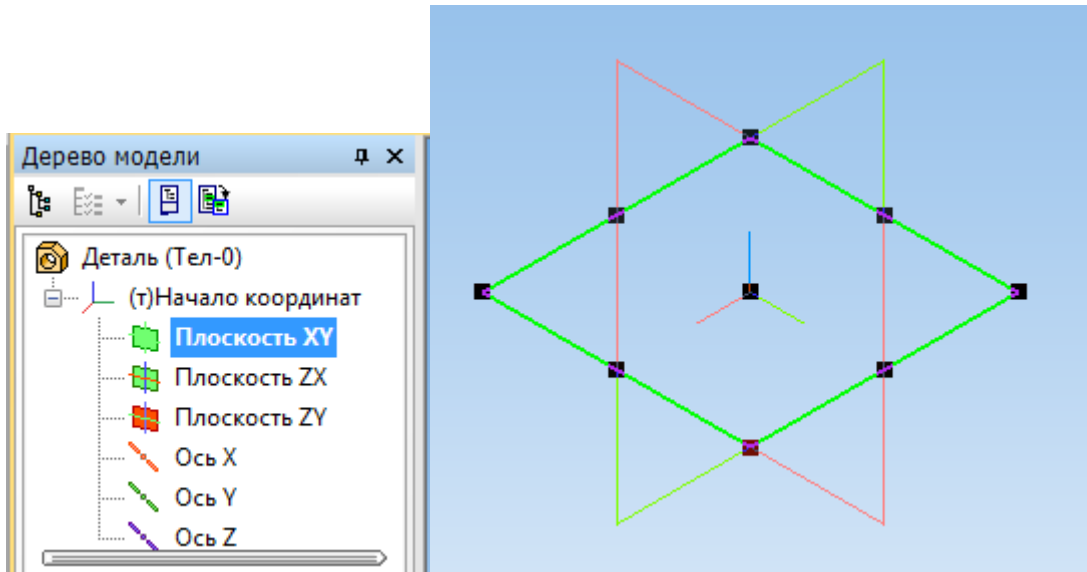 Дерево модели
Деталь (Тел-0)
(т)Начало координат
Плоскость XY
Плоскость ZX
Плоскость ZY
Ось X
Ось Y
Ось Z